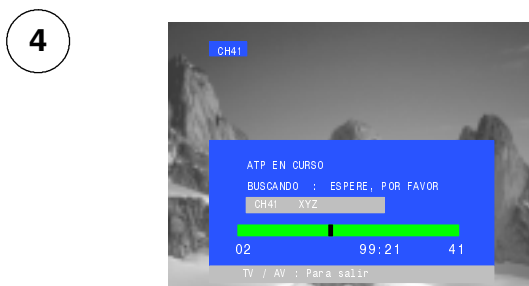 4
CH41
ATP EN CURSO
BUSCANDO : ESPERE, POR FAVOR
CH41 XYZ
02 99:21 41
TV / AV : Para salir